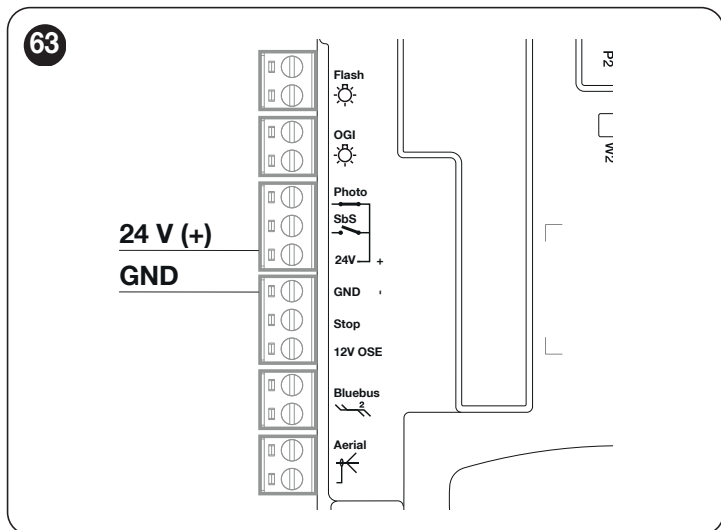 63
Flash
OGI
Photo
SbS
24V +
24 V (+)
GND
GND -
Stop
12V OSE
Bluebus
2
Aerial
P2
W2